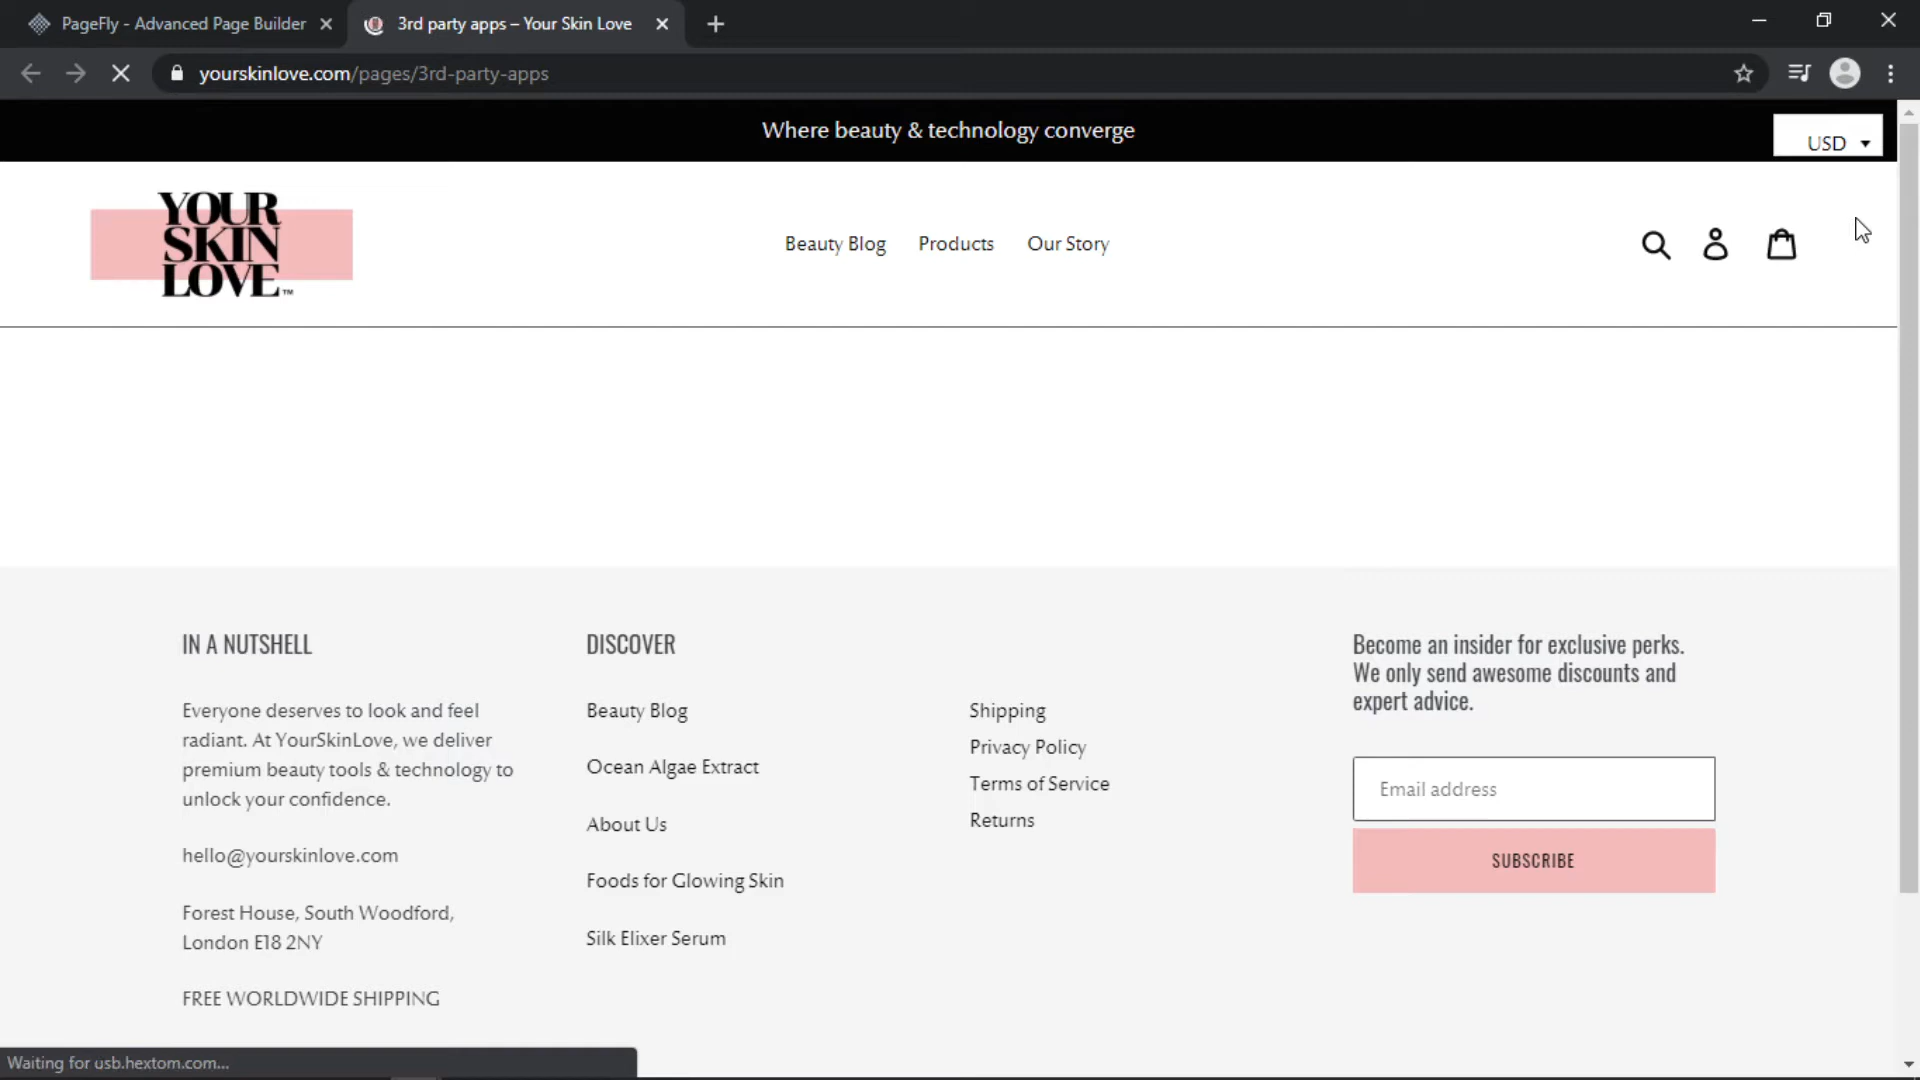 PageFly - Advanced Page Builder
3rd party apps – Your Skin Love
yourskinlove.com/pages/3rd-party-apps
Where beauty & technology converge
USD
YOUR
SKIN
LOVE™
Beauty Blog
Products
Our Story
IN A NUTSHELL
Everyone deserves to look and feel
radiant. At YourSkinLove, we deliver
premium beauty tools & technology to
unlock your confidence.
hello@yourskinlove.com
Forest House, South Woodford,
London E18 2NY
FREE WORLDWIDE SHIPPING
DISCOVER
Beauty Blog
Ocean Algae Extract
About Us
Foods for Glowing Skin
Silk Elixer Serum
Shipping
Privacy Policy
Terms of Service
Returns
Become an insider for exclusive perks.
We only send awesome discounts and
expert advice.
Email address
SUBSCRIBE
Waiting for usb.hextom.com...